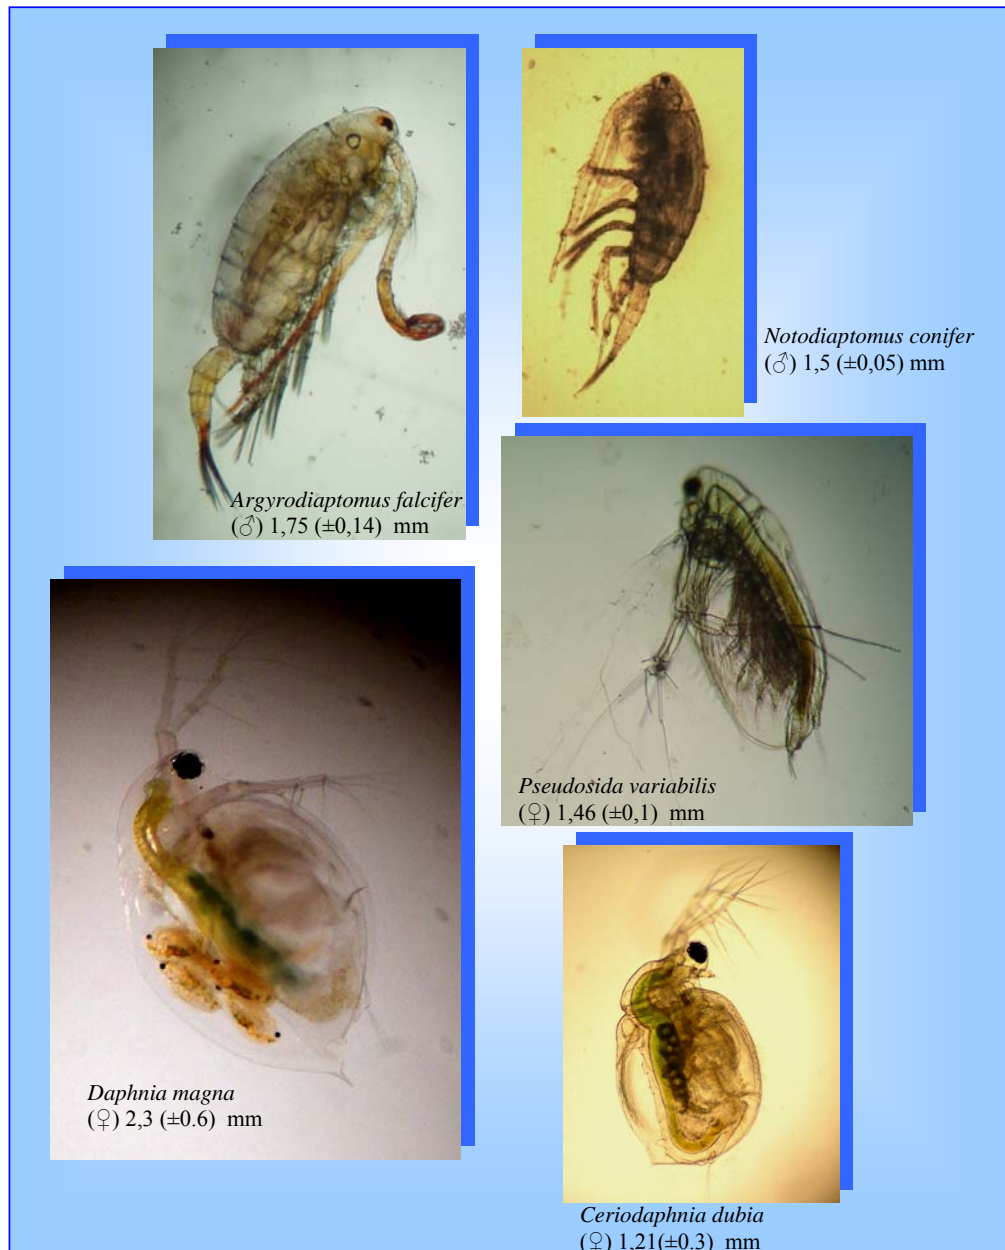 Notodiaptomus conifer
(♂) 1,5 (±0,05) mm
Argyrodiaptomus falcifer
(♂) 1,75 (±0,14) mm
Pseudosida variabilis
(♀) 1,46 (±0,1) mm
Daphnia magna
(♀) 2,3 (±0.6) mm
Ceriodaphnia dubia
(♀) 1,21(±0.3) mm